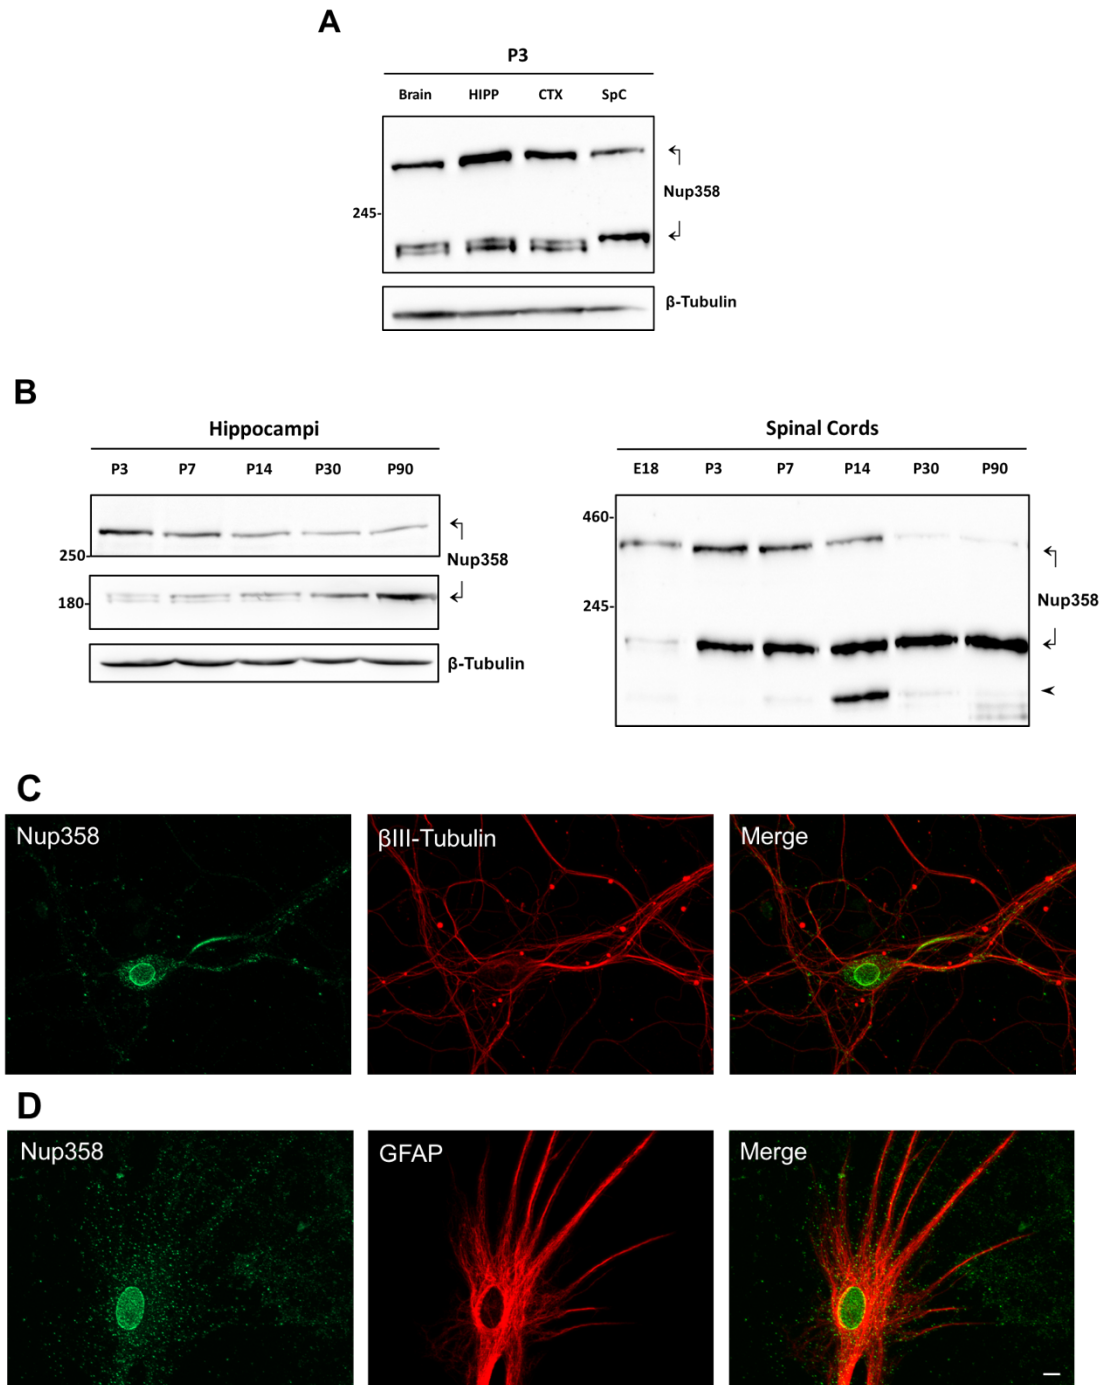 A
P3
Brain HIPP CTX SpC
Nup358
245-
β-Tubulin
B
Hippocampi
P3 P7 P14 P30 P90
250-
Nup358
180-
β-Tubulin
Spinal Cords
E18 P3 P7 P14 P30 P90
460-
245-
Nup358
C
Nup358 βIII-Tubulin Merge
D
Nup358 GFAP Merge